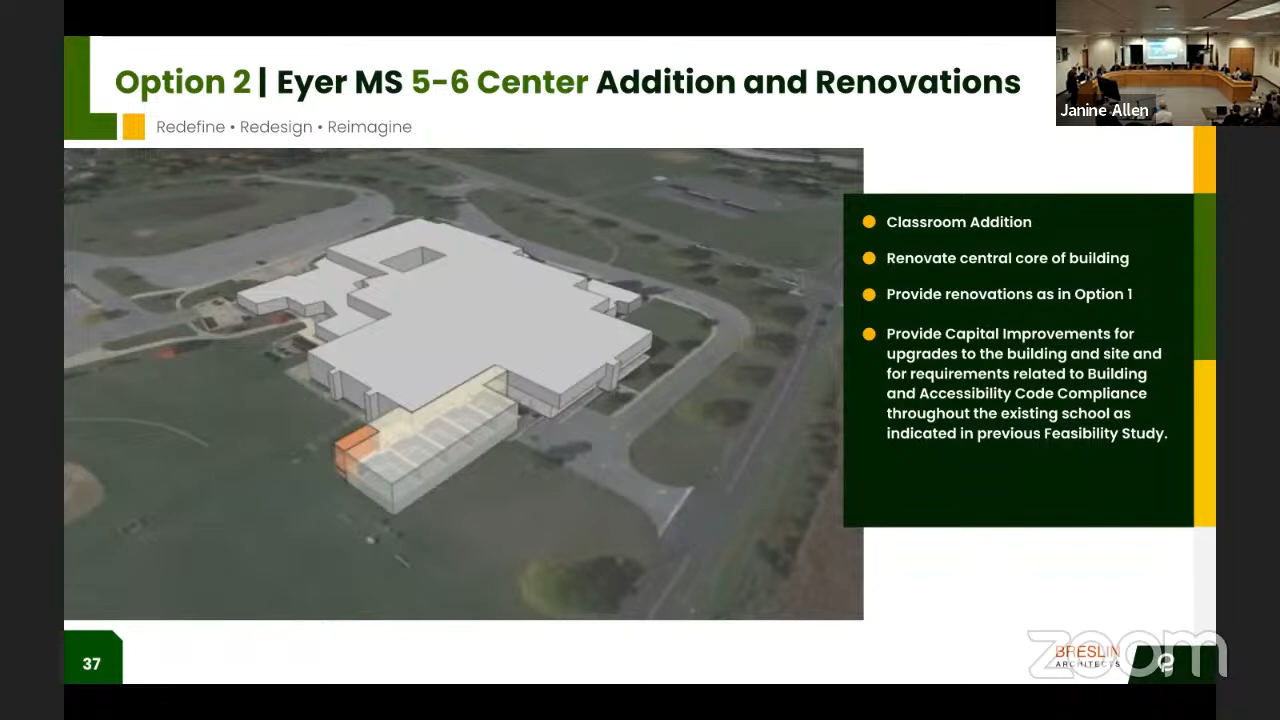 Option 2 | Eyer MS 5-6 Center Addition and Renovations
Redefine • Redesign • Reimagine
Janine Allen
Classroom Addition
Renovate central core of building
Provide renovations as in Option 1
Provide Capital Improvements for
upgrades to the building and site and
for requirements related to Building
and Accessibility Code Compliance
throughout the existing school as
indicated in previous Feasibility Study.
37
BRESLIN
ARCHITECTS
zoom